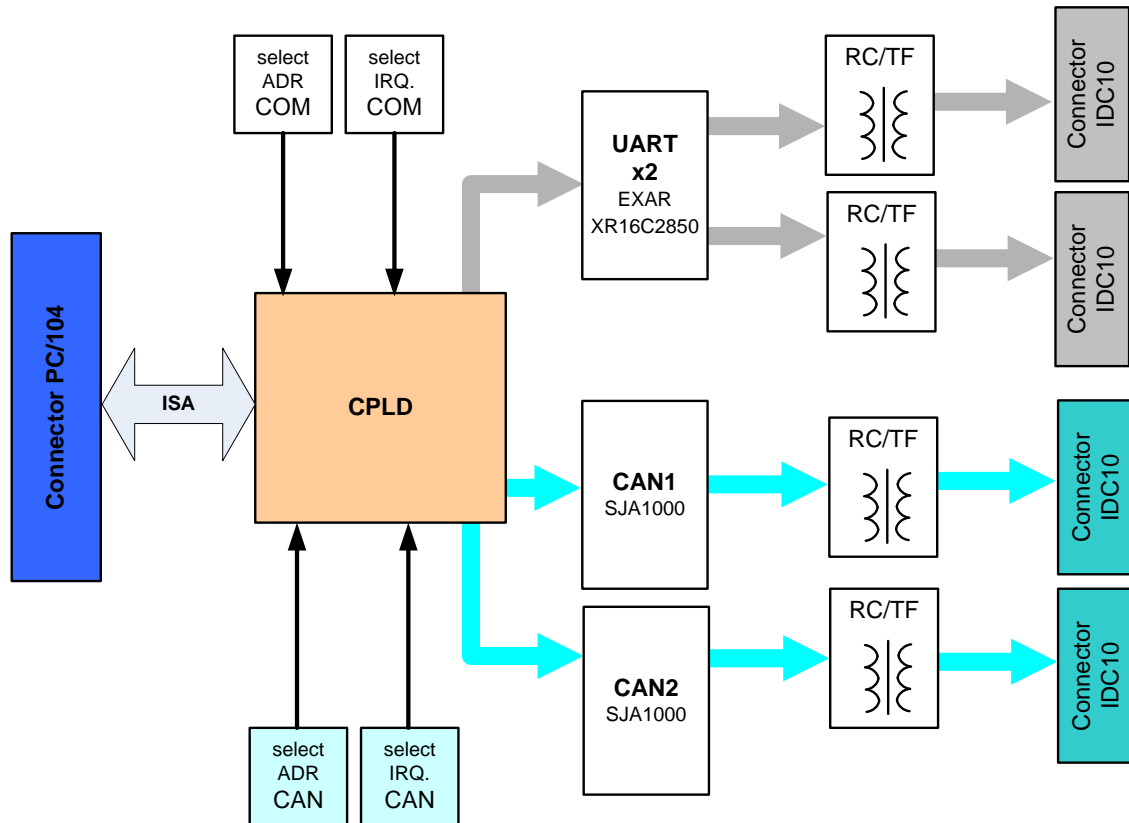 select
ADR
COM
select
IRQ.
COM
UART
x2
EXAR
XR16C2850
RC/TF
Connector
IDC10
RC/TF
Connector
IDC10
Connector PC/104
ISA
CPLD
CAN1
SJA1000
RC/TF
Connector
IDC10
CAN2
SJA1000
RC/TF
Connector
IDC10
select
ADR
CAN
select
IRQ.
CAN